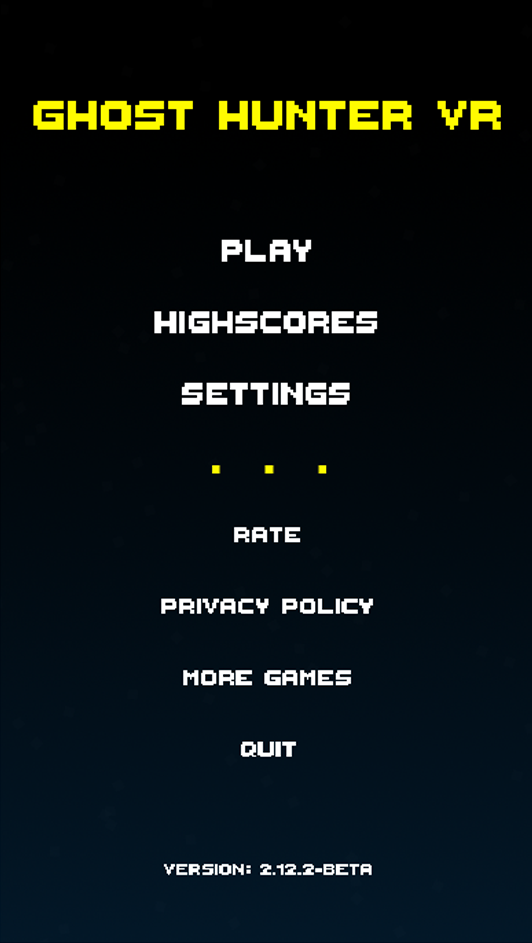 GHOST HUNTER VR
PLAY
HIGHSCORES
SETTINGS
. . .
RATE
PRIVACY POLICY
MORE GAMES
QUIT
VERSION: 2.12.2-BETA